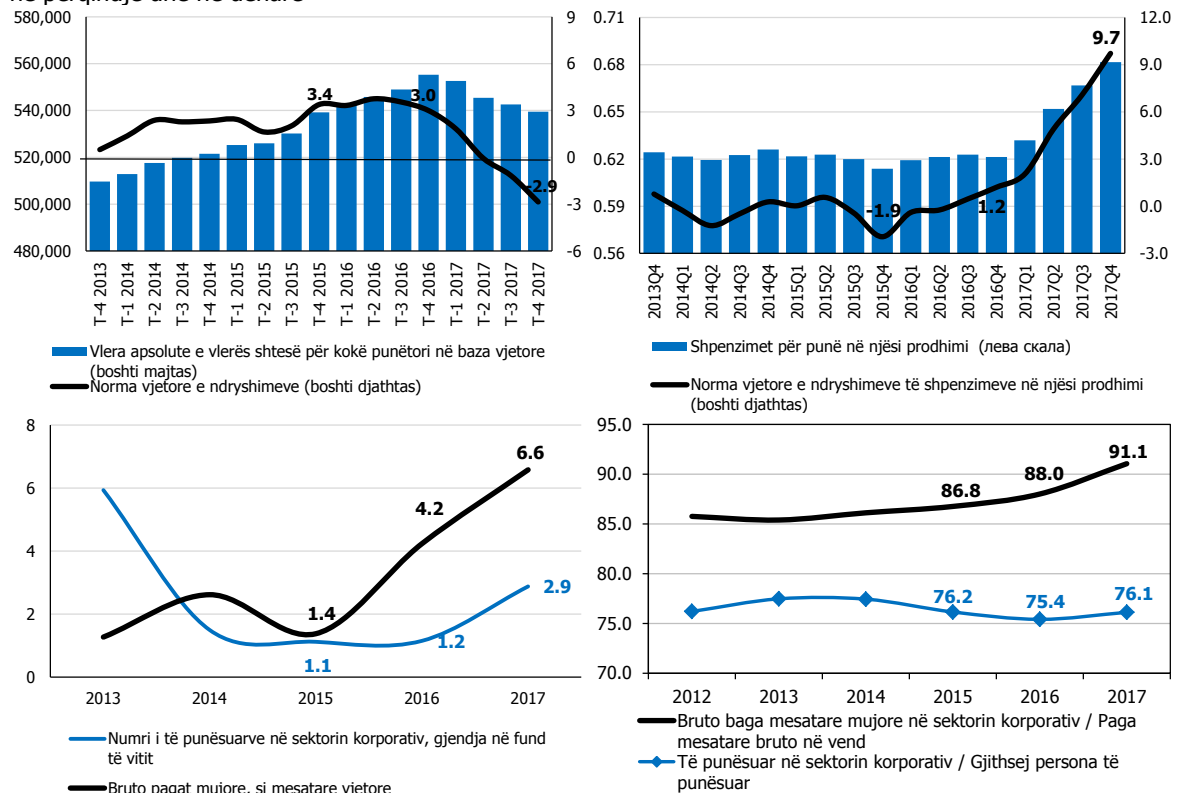 në përqindje dhe në denarë
580,000
560,000
540,000
520,000
500,000
480,000
9
6
3
0
-3
-6
3.4
3.0
-2.9
T-4 2013
T-1 2014
T-2 2014
T-3 2014
T-4 2014
T-1 2015
T-2 2015
T-3 2015
T-4 2015
T-1 2016
T-2 2016
T-3 2016
T-4 2016
T-1 2017
T-2 2017
T-3 2017
T-4 2017
Vlera apsolute e vlerës shtesë për kokë punëtori në baza vjetore
(boshti majtas)
Norma vjetore e ndryshimeve (boshti djathtas)
0.71
0.68
0.65
0.62
0.59
0.56
12.0
9.0
6.0
3.0
0.0
-3.0
9.7
-1.9
1.2
2013Q4
2014Q1
2014Q2
2014Q3
2014Q4
2015Q1
2015Q2
2015Q3
2015Q4
2016Q1
2016Q2
2016Q3
2016Q4
2017Q1
2017Q2
2017Q3
2017Q4
Shpenzimet për punë në njësi prodhimi (лева скала)
Norma vjetore e ndryshimeve të shpenzimeve në njësi prodhimi
(boshti djathtas)
8
6
4
2
0
6.6
4.2
1.4
2.9
1.2
1.1
2013
2014
2015
2016
2017
Numri i të punësuarve në sektorin korporativ, gjendja në fund
të vitit
Bruto pagat mujore, si mesatare vjetore
95.0
90.0
85.0
80.0
75.0
70.0
86.8
88.0
91.1
76.2
75.4
76.1
2012
2013
2014
2015
2016
2017
Bruto baga mesatare mujore në sektorin korporativ / Paga
mesatare bruto në vend
Të punësuar në sektorin korporativ / Gjithsej persona të
punësuar